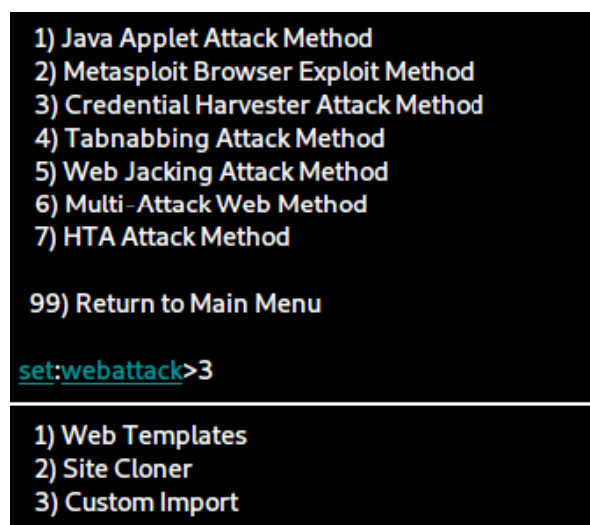 1) Java Applet Attack Method
2) Metasploit Browser Exploit Method
3) Credential Harvester Attack Method
4) Tabnabbing Attack Method
5) Web Jacking Attack Method
6) Multi-Attack Web Method
7) HTA Attack Method
99) Return to Main Menu
set:webattack>3
1) Web Templates
2) Site Cloner
3) Custom Import